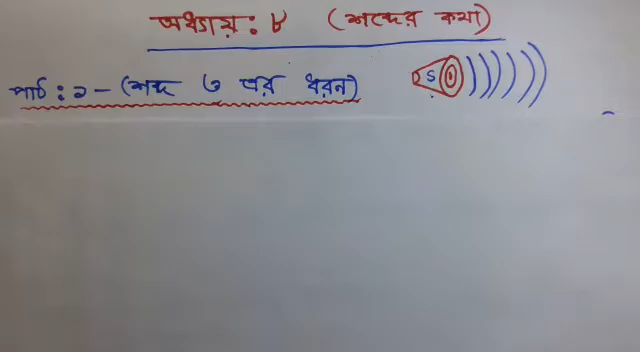 অধ্যায় : ৮ (শব্দের কথা)
পাঠ : ১ - (শব্দ ও এর ধরন)
S